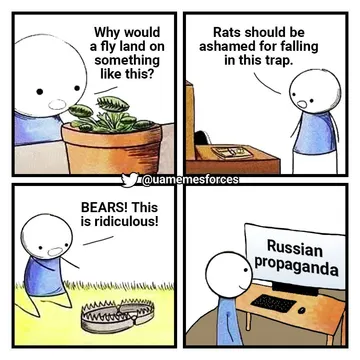 Why would
a fly land on
something
like this?
Rats should be
ashamed for falling
in this trap.
@uamemesforces
BEARS! This
is ridiculous!
Russian
propaganda